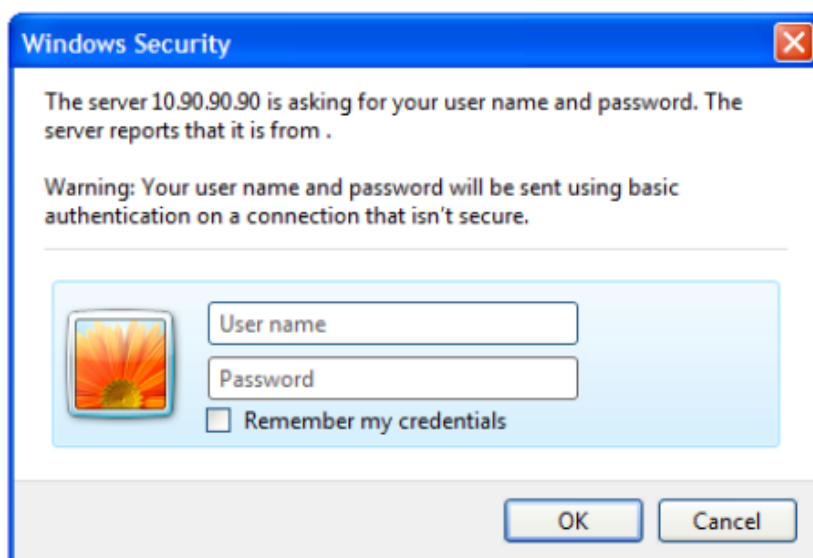 Windows Security
The server 10.90.90.90 is asking for your user name and password. The
server reports that it is from .
Warning: Your user name and password will be sent using basic
authentication on a connection that isn't secure.
User name
Password
Remember my credentials
OK
Cancel